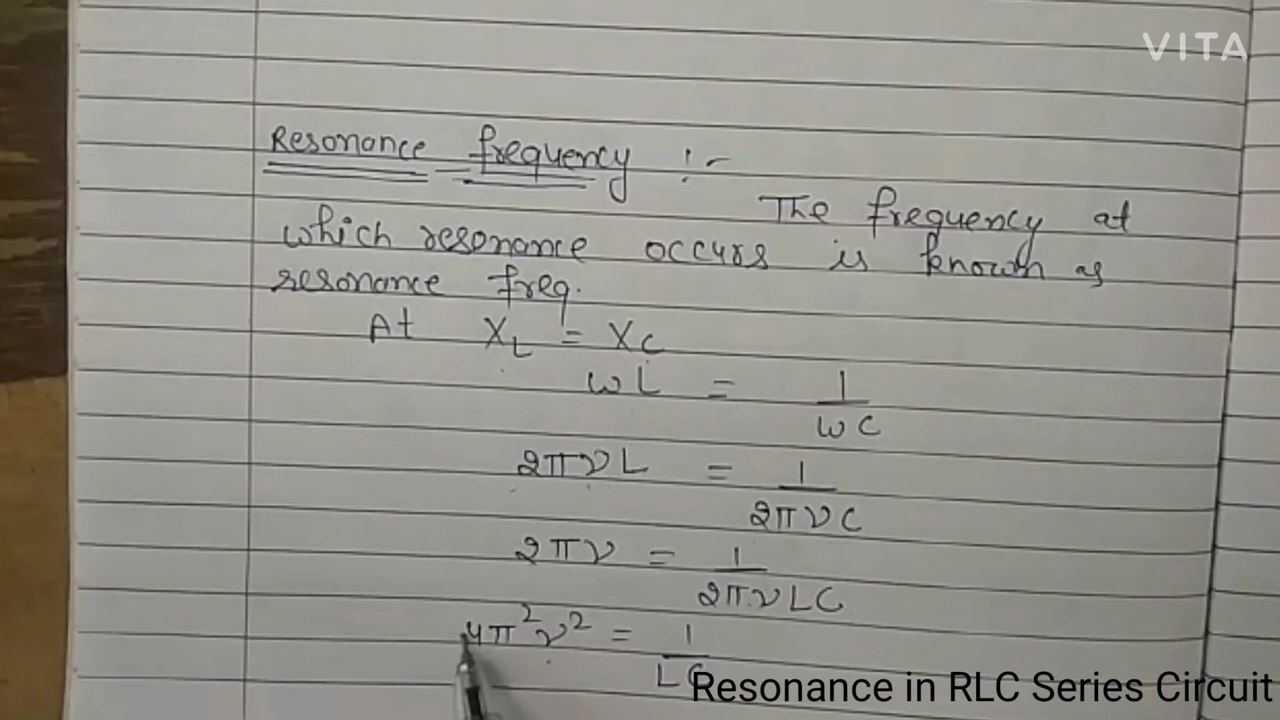 VITA
Resonance frequency :-
The frequency at
which resonance occurs is known as
resonance freq.
At X_L = X_C
ωL = 1/ωC
2πνL = 1/2πνC
2πν = 1/2πνLC
4π²ν² = 1/LC
Resonance in RLC Series Circuit